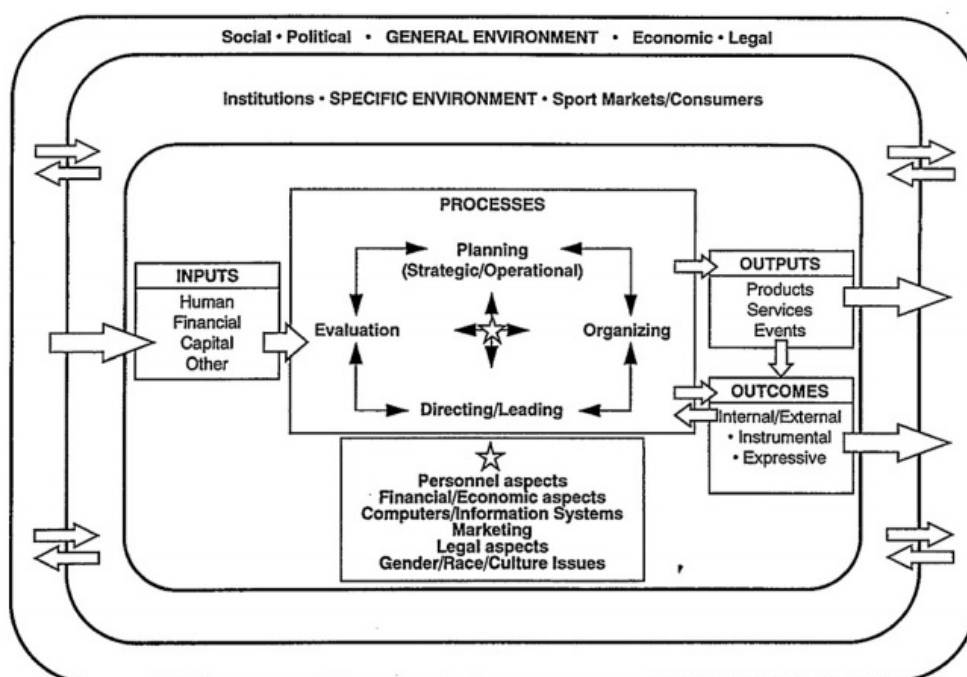 Social • Political • GENERAL ENVIRONMENT • Economic • Legal
Institutions • SPECIFIC ENVIRONMENT • Sport Markets/Consumers
PROCESSES
Planning
(Strategic/Operational)
INPUTS
Human
Financial
Capital
Other
Evaluation
Organizing
Directing/Leading
OUTPUTS
Products
Services
Events
OUTCOMES
Internal/External
• Instrumental
• Expressive
Personnel aspects
Financial/Economic aspects
Computers/Information Systems
Marketing
Legal aspects
Gender/Race/Culture Issues